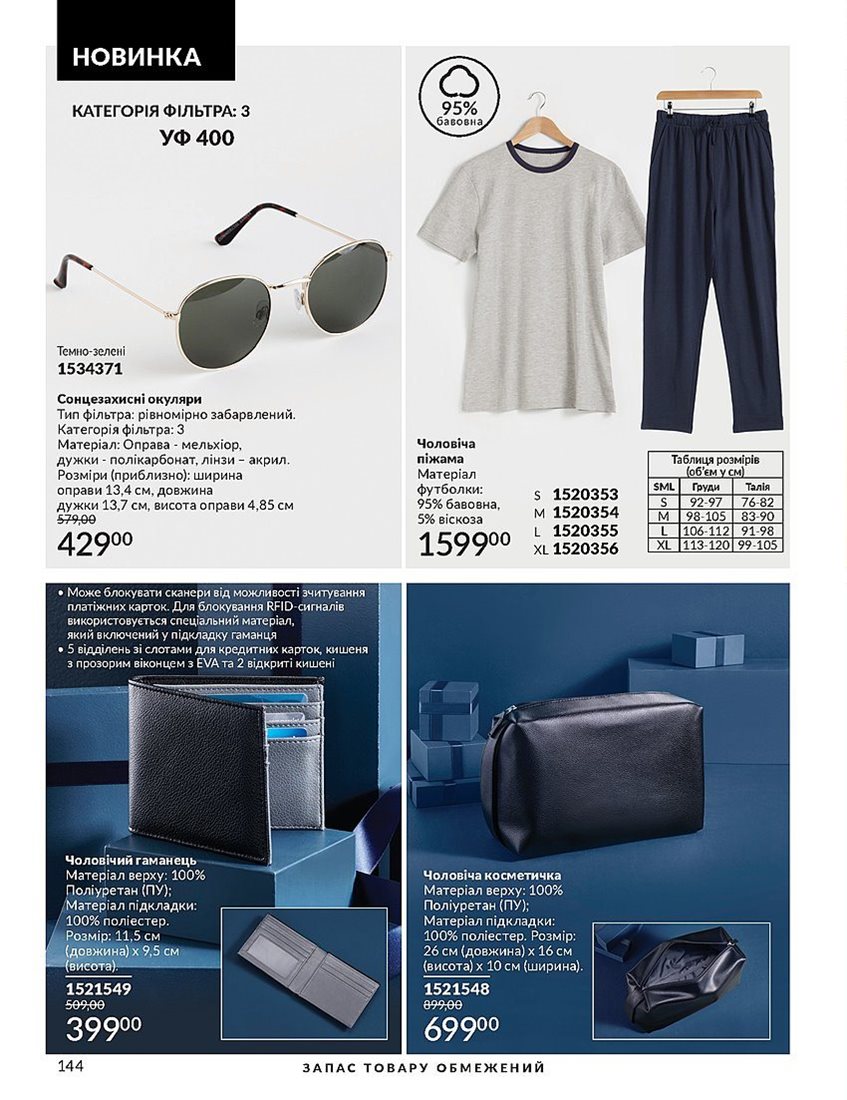 НОВИНКА
КАТЕГОРІЯ ФІЛЬТРА: 3
УФ 400
Темно-зелені
1534371
Сонцезахисні окуляри
Тип фільтра: рівномірно забарвлений.
Категорія фільтра: 3
Матеріал: Оправа - мельхіор,
дужки - полікарбонат, лінзи – акрил.
Розміри (приблизно): ширина
оправи 13,4 см, довжина
дужки 13,7 см, висота оправи 4,85 см
579,00
429 00
95%
бавовна
Чоловіча
піжама
Матеріал
футболки:
95% бавовна,
5% віскоза
1599 00
S 1520353
M 1520354
L 1520355
XL 1520356
Таблиця розмірів
(об'єм у см)
SML Груди Талія
S 92-97 76-82
M 98-105 83-90
L 106-112 91-98
XL 113-120 99-105
• Може блокувати сканери від можливості зчитування
платіжних карток. Для блокування RFID-сигналів
використовується спеціальний матеріал,
який включений у підкладку гаманця
• 5 відділень зі слотами для кредитних карток, кишеня
з прозорим віконцем з EVA та 2 відкриті кишені
Чоловічий гаманець
Матеріал верху: 100%
Поліуретан (ПУ);
Матеріал підкладки:
100% поліестер.
Розмір: 11,5 см
(довжина) х 9,5 см
(висота).
1521549
509,00
399 00
Чоловіча косметичка
Матеріал верху: 100%
Поліуретан (ПУ);
Матеріал підкладки:
100% поліестер. Розмір:
26 см (довжина) х 16 см
(висота) х 10 см (ширина).
1521548
899,00
699 00
144
ЗАПАС ТОВАРУ ОБМЕЖЕНИЙ